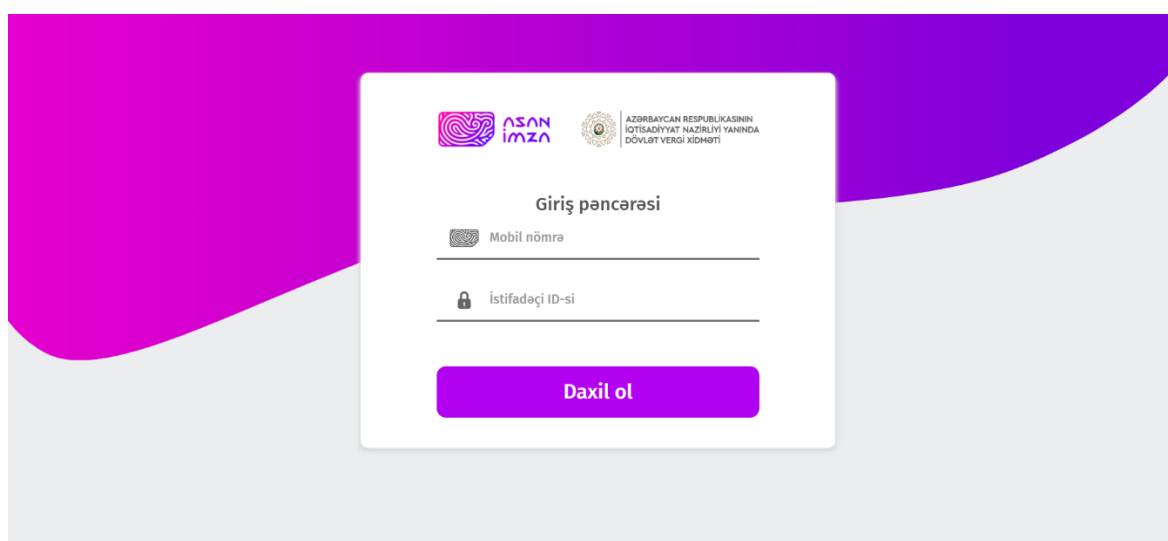 ASAN
İMZA
AZƏRBAYCAN RESPUBLİKASININ
İQTİSADİYYAT NAZİRLİYİ YANINDA
DÖVLƏT VERGİ XİDMƏTİ
Giriş pəncərəsi
Mobil nömrə
İstifadəçi ID-si
Daxil ol